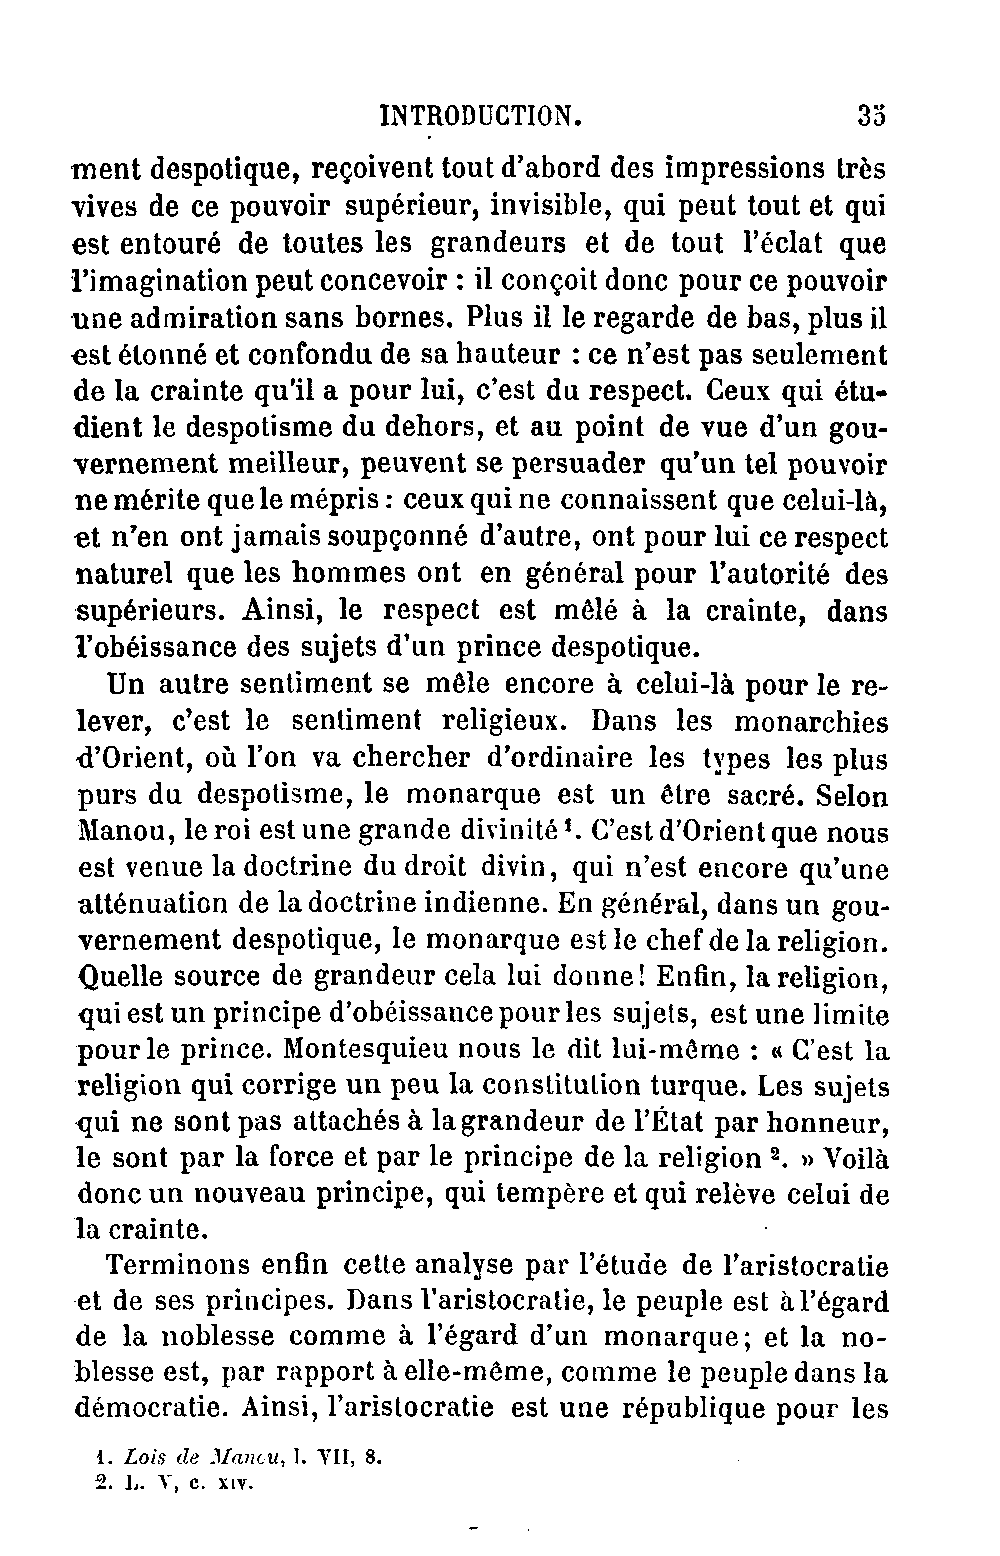 INTRODUCTION. 35
ment despotique, reçoivent tout d'abord des impressions très
vives de ce pouvoir supérieur, invisible, qui peut tout et qui
est entouré de toutes les grandeurs et de tout l'éclat que
l'imagination peut concevoir : il conçoit donc pour ce pouvoir
une admiration sans bornes. Plus il le regarde de bas, plus il
est étonné et confondu de sa hauteur : ce n'est pas seulement
de la crainte qu'il a pour lui, c'est du respect. Ceux qui étu-
dient le despotisme du dehors, et au point de vue d'un gou-
vernement meilleur, peuvent se persuader qu'un tel pouvoir
ne mérite que le mépris : ceux qui ne connaissent que celui-là,
et n'en ont jamais soupçonné d'autre, ont pour lui ce respect
naturel que les hommes ont en général pour l'autorité des
supérieurs. Ainsi, le respect est mêlé à la crainte, dans
l'obéissance des sujets d'un prince despotique.
Un autre sentiment se mêle encore à celui-là pour le re-
lever, c'est le sentiment religieux. Dans les monarchies
d'Orient, où l'on va chercher d'ordinaire les types les plus
purs du despotisme, le monarque est un être sacré. Selon
Manou, le roi est une grande divinité ¹. C'est d'Orient que nous
est venue la doctrine du droit divin, qui n'est encore qu'une
atténuation de la doctrine indienne. En général, dans un gou-
vernement despotique, le monarque est le chef de la religion.
Quelle source de grandeur cela lui donne! Enfin, la religion,
qui est un principe d'obéissance pour les sujets, est une limite
pour le prince. Montesquieu nous le dit lui-même : « C'est la
religion qui corrige un peu la constitution turque. Les sujets
qui ne sont pas attachés à la grandeur de l'État par honneur,
le sont par la force et par le principe de la religion ². » Voilà
donc un nouveau principe, qui tempère et qui relève celui de
la crainte.
Terminons enfin cette analyse par l'étude de l'aristocratie
et de ses principes. Dans l'aristocratie, le peuple est à l'égard
de la noblesse comme à l'égard d'un monarque; et la no-
blesse est, par rapport à elle-même, comme le peuple dans la
démocratie. Ainsi, l'aristocratie est une république pour les
1. Lois de Manou, l. VII, 8.
2. L. V, c. XIV.